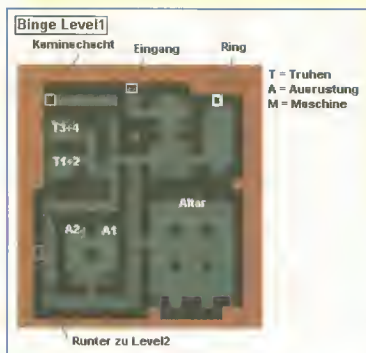 Binge Level1
Kaminschacht Eingang Ring
T = Truhen
A = Ausrüstung
M = Maschine
T3+4
T1+2
Altar
A2 A1
Runter zu Level2